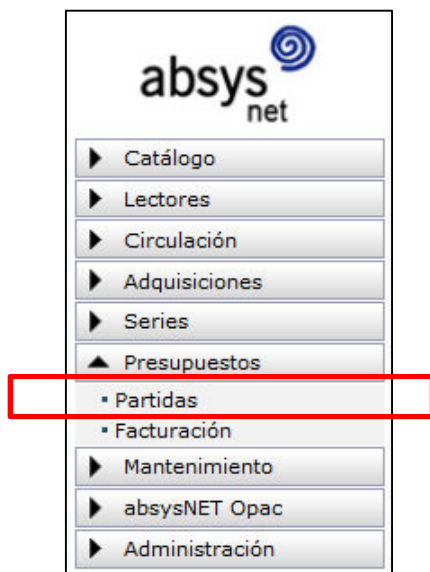 absys
net
Catálogo
Lectores
Circulación
Adquisiciones
Series
Presupuestos
Partidas
Facturación
Mantenimiento
absysNET Opac
Administración